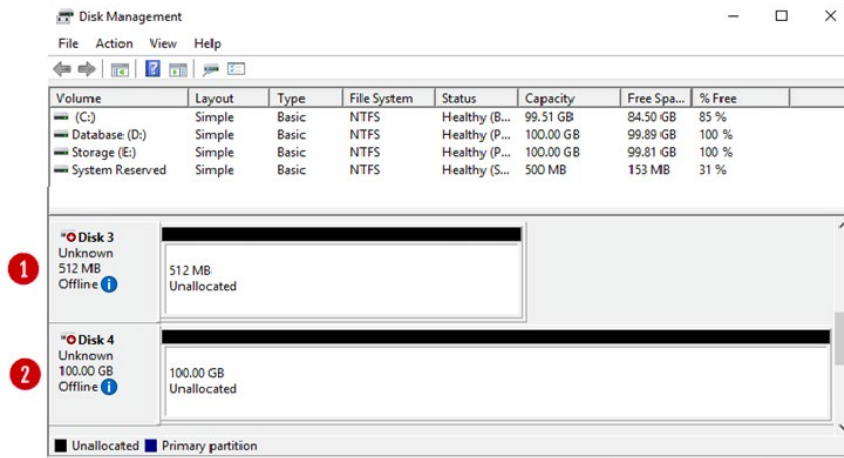 Disk Management
File Action View Help
Volume Layout Type File System Status Capacity Free Spa... % Free
(C:) Simple Basic NTFS Healthy (B... 99.51 GB 84.50 GB 85 %
Database (D:) Simple Basic NTFS Healthy (P... 100.00 GB 99.89 GB 100 %
Storage (E:) Simple Basic NTFS Healthy (P... 100.00 GB 99.81 GB 100 %
System Reserved Simple Basic NTFS Healthy (S... 500 MB 153 MB 31 %
1
Disk 3
Unknown
512 MB
Offline
512 MB
Unallocated
2
Disk 4
Unknown
100.00 GB
Offline
100.00 GB
Unallocated
Unallocated Primary partition